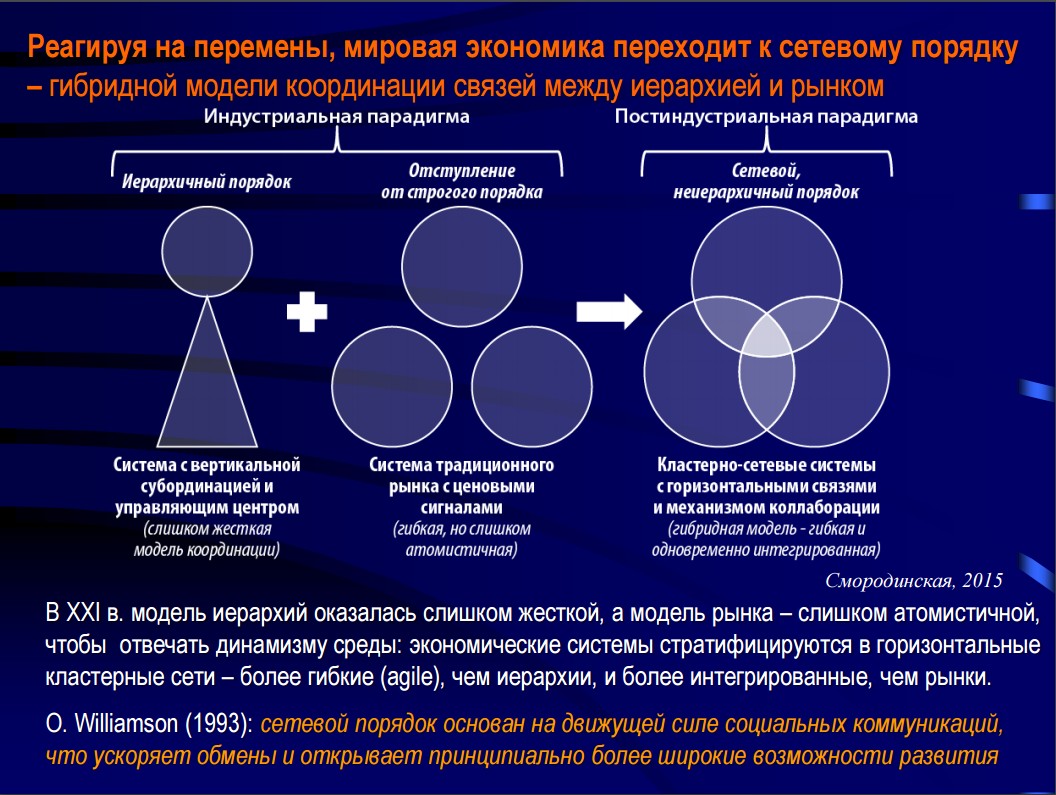 Реагируя на перемены, мировая экономика переходит к сетевому порядку
– гибридной модели координации связей между иерархией и рынком
Индустриальная парадигма
Постиндустриальная парадигма
Иерархичный порядок
Отступление
от строгого порядка
Сетевой,
неиерархичный порядок
Система с вертикальной
субординацией и
управляющим центром
(слишком жесткая
модель координации)
Система традиционного
рынка с ценовыми
сигналами
(гибкая, но слишком
атомистичная)
Кластерно-сетевые системы
с горизонтальными связями
и механизмом коллаборации
(гибридная модель - гибкая и
одновременно интегрированная)
Смородинская, 2015
В XXI в. модель иерархий оказалась слишком жесткой, а модель рынка – слишком атомистичной,
чтобы отвечать динамизму среды: экономические системы стратифицируются в горизонтальные
кластерные сети – более гибкие (agile), чем иерархии, и более интегрированные, чем рынки.
О. Williamson (1993): сетевой порядок основан на движущей силе социальных коммуникаций,
что ускоряет обмены и открывает принципиально более широкие возможности развития